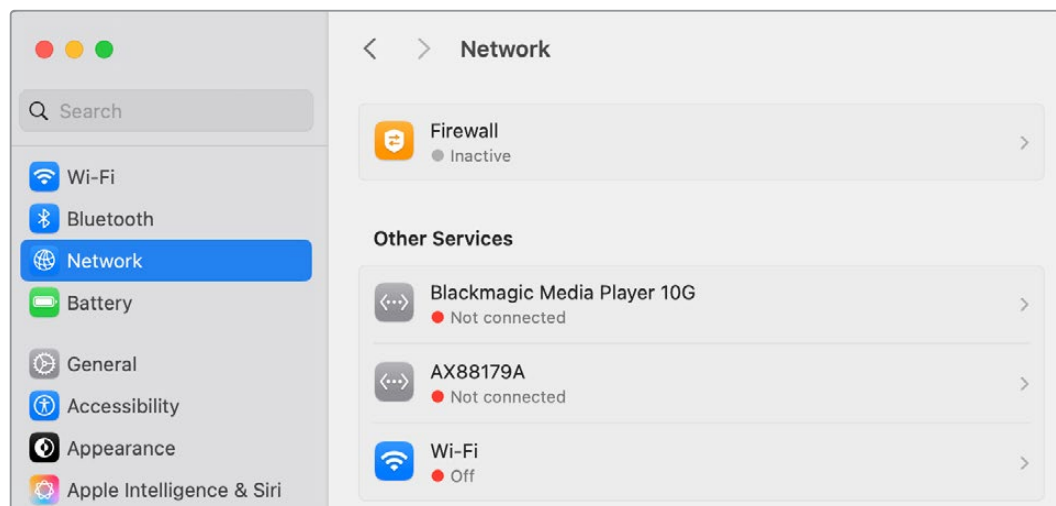 Network
Search
Firewall
Inactive
Wi-Fi
Bluetooth
Network
Battery
General
Accessibility
Appearance
Apple Intelligence & Siri
Other Services
Blackmagic Media Player 10G
Not connected
AX88179A
Not connected
Wi-Fi
Off